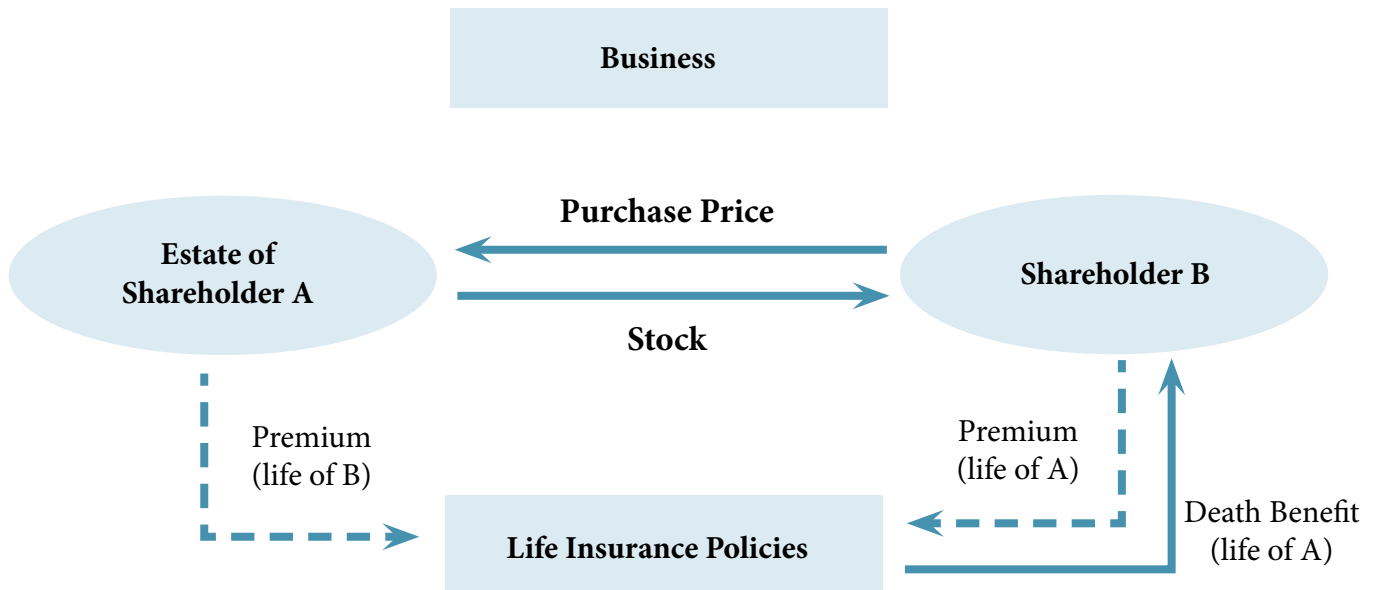 Business
Purchase Price
Estate of
Shareholder A
Shareholder B
Stock
Premium
(life of B)
Premium
(life of A)
Death Benefit
(life of A)
Life Insurance Policies